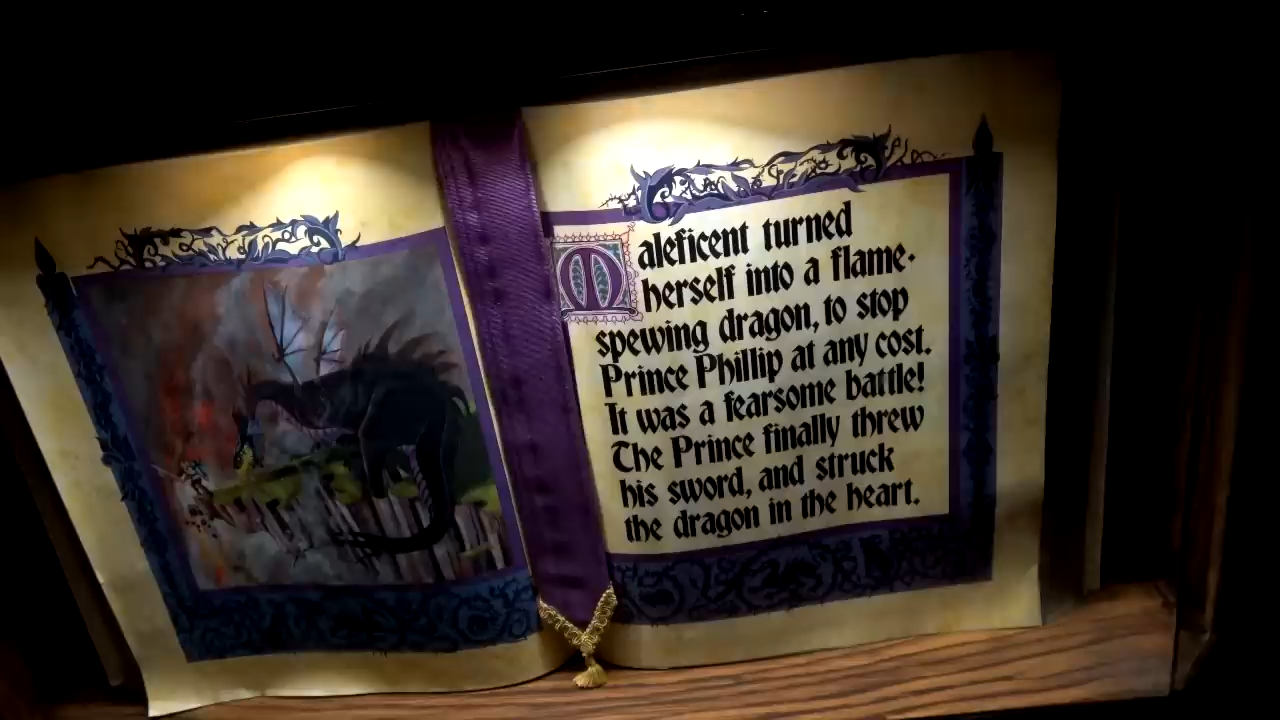 Maleficent turned
herself into a flame-
spewing dragon, to stop
Prince Phillip at any cost.
It was a fearsome battle!
The Prince finally threw
his sword, and struck
the dragon in the heart.